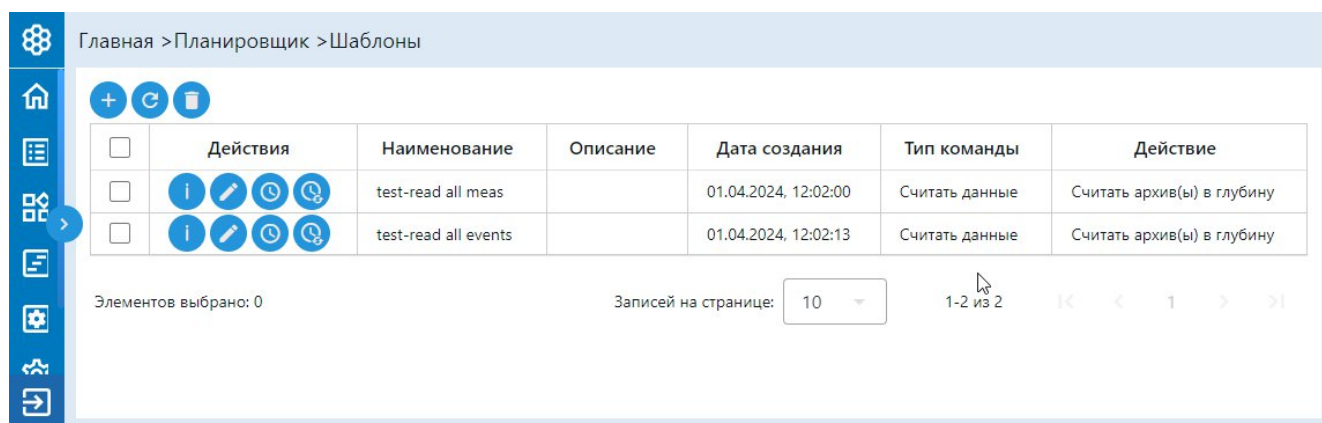 Главная >Планировщик >Шаблоны
Действия Наименование Описание Дата создания Тип команды Действие
test-read all meas 01.04.2024, 12:02:00 Считать данные Считать архив(ы) в глубину
test-read all events 01.04.2024, 12:02:13 Считать данные Считать архив(ы) в глубину
Элементов выбрано: 0 Записей на странице: 10 1-2 из 2 1